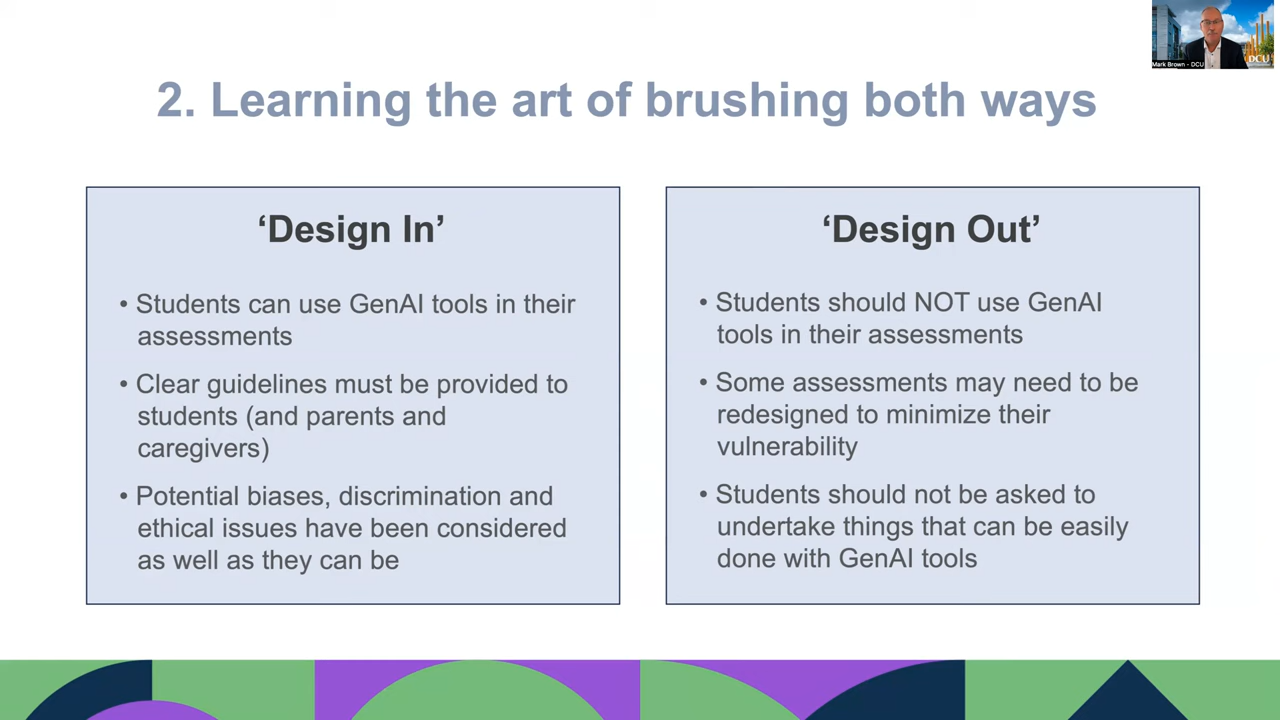 Mark Brown - DCU
DCU
2. Learning the art of brushing both ways
‘Design In’
• Students can use GenAI tools in their
assessments
• Clear guidelines must be provided to
students (and parents and
caregivers)
• Potential biases, discrimination and
ethical issues have been considered
as well as they can be
‘Design Out’
• Students should NOT use GenAI
tools in their assessments
• Some assessments may need to be
redesigned to minimize their
vulnerability
• Students should not be asked to
undertake things that can be easily
done with GenAI tools